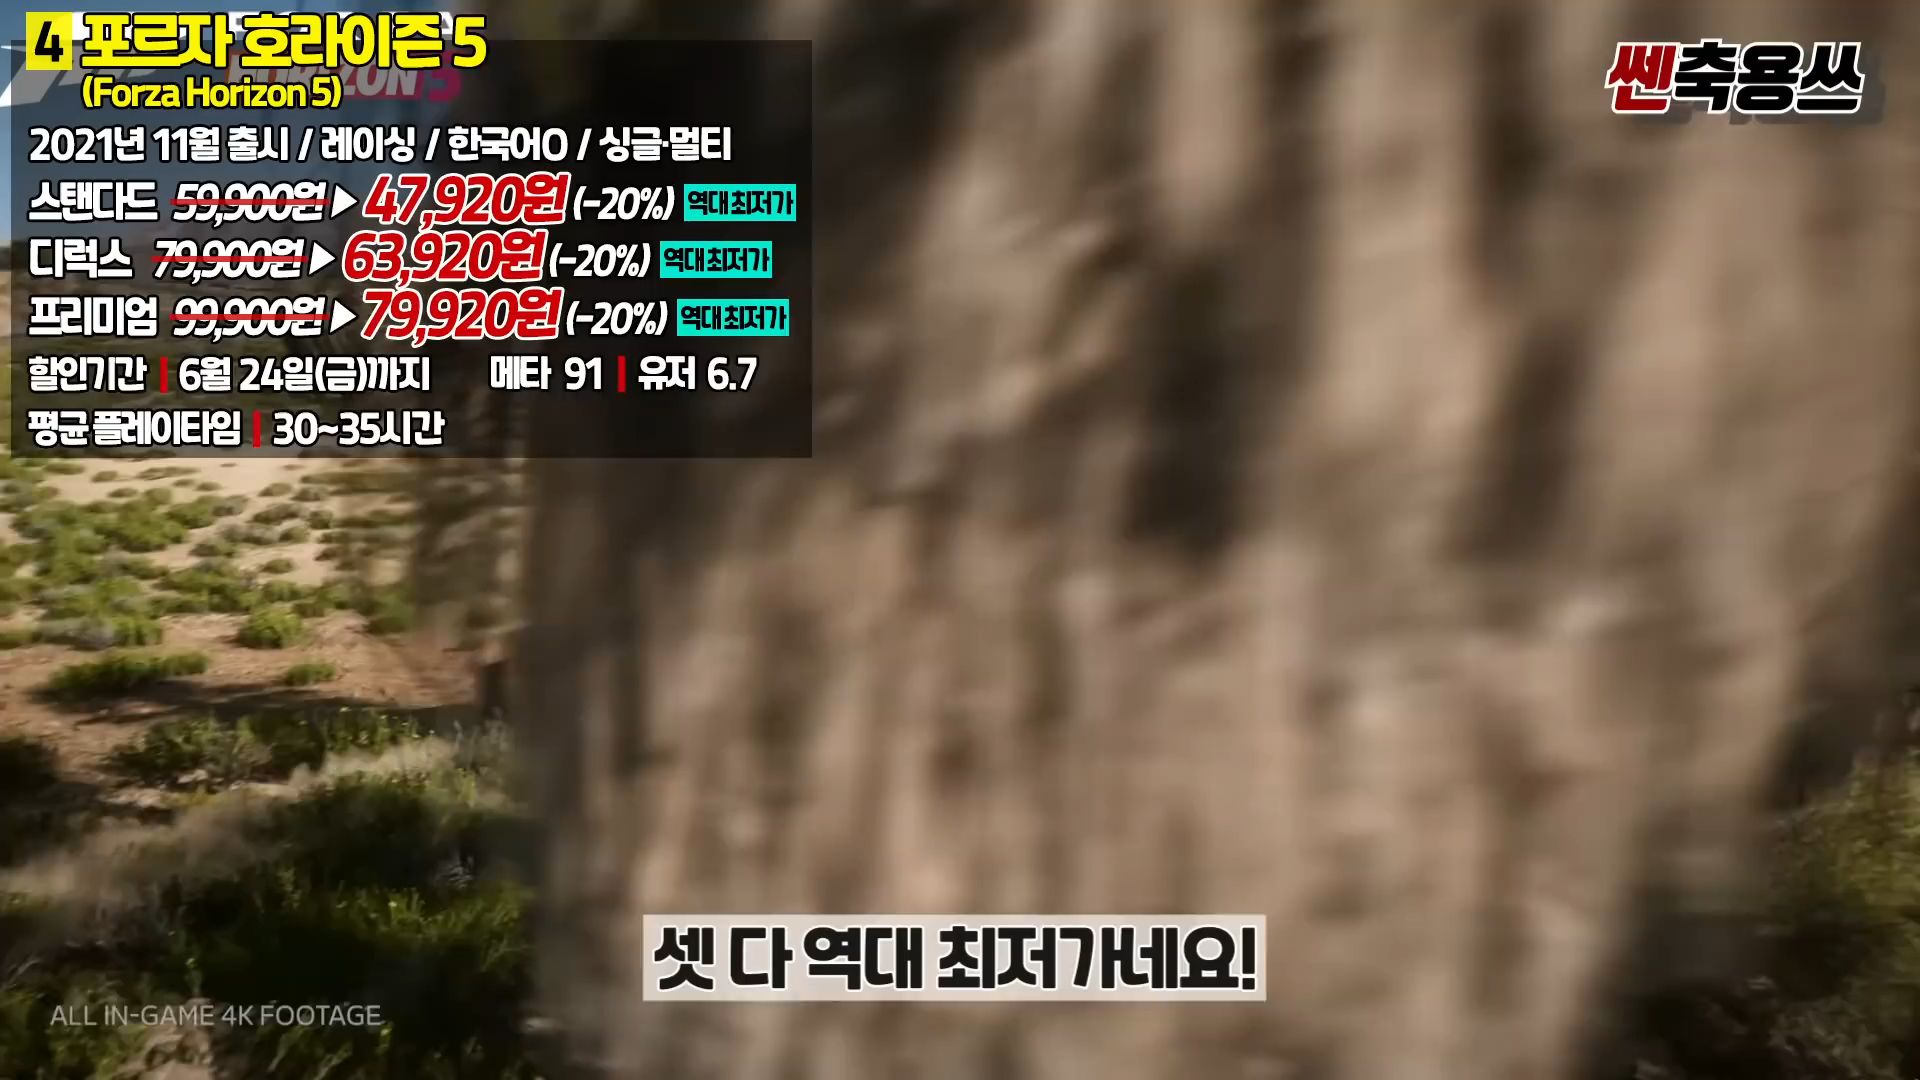 4 포르자 호라이즌 5
(Forza Horizon 5)
2021년 11월 출시 / 레이싱 / 한국어O / 싱글·멀티
스탠다드 59,900원 ▶ 47,920원 (-20%) 역대 최저가
디럭스 79,900원 ▶ 63,920원 (-20%) 역대 최저가
프리미엄 99,900원 ▶ 79,920원 (-20%) 역대 최저가
할인기간 | 6월 24일(금)까지 메타 91 | 유저 6.7
평균 플레이타임 | 30~35시간
쎈축용쓰
셋 다 역대 최저가네요!
ALL IN-GAME 4K FOOTAGE